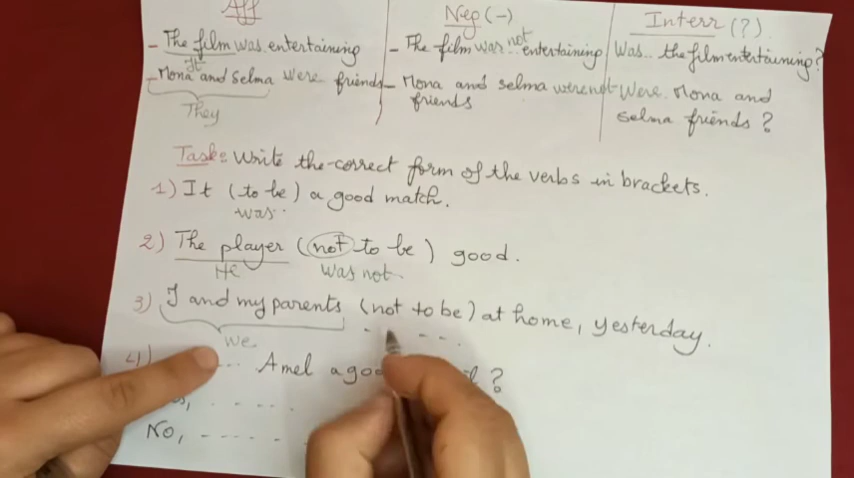 Aff
Neg (-)
Interr (?)
- The film was entertaining
It
- Mona and Selma were friends
They
- The film was not entertaining
- Mona and selma were not
friends
Was... the film entertaining?
- Were Mona and
Selma friends?
Task: Write the correct form of the verbs in brackets.
1) It (to be) a good match.
was..
2) The player (not to be) good.
He was not.
3) I and my parents (not to be) at home, yesterday.
We
4) ... Amel a ?
. - - - .
No, - - - -